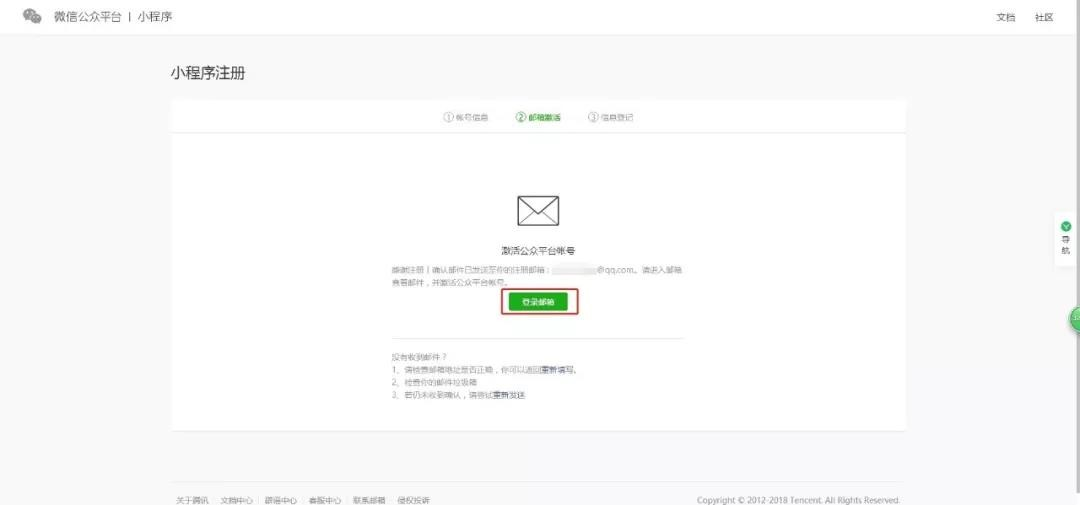 微信公众平台 | 小程序
文档 社区
小程序注册
① 帐号信息 ② 邮箱激活 ③ 信息登记
激活公众平台帐号
感谢注册!确认邮件已发送至你的注册邮箱: @qq.com。请进入邮箱
查看邮件,并激活公众平台帐号。
登录邮箱
没有收到邮件?
1、请检查邮箱地址是否正确,你可以返回重新填写。
2、检查你的邮件垃圾箱
3、若仍未收到确认,请尝试重新发送
导
航
关于腾讯 文档中心 辟谣中心 客服中心 联系邮箱 侵权投诉
Copyright © 2012-2018 Tencent. All Rights Reserved.